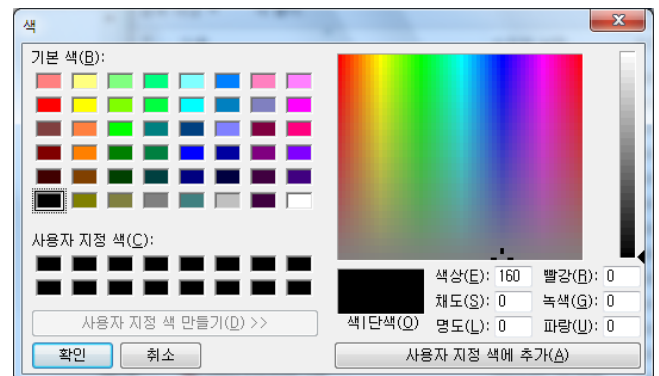 색
기본 색(B):
사용자 지정 색(C):
사용자 지정 색 만들기(D) >>
확인
취소
색|단색(O)
색상(E): 160
채도(S): 0
명도(L): 0
빨강(R): 0
녹색(G): 0
파랑(U): 0
사용자 지정 색에 추가(A)